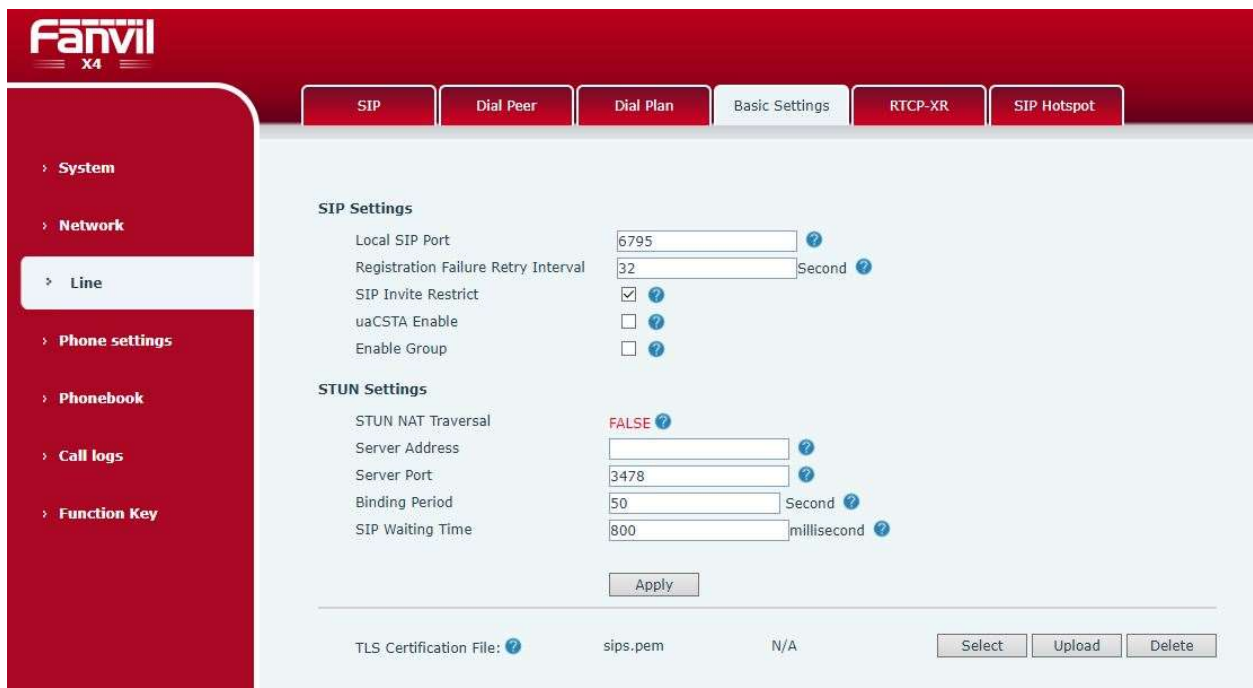 Fanvil
X4
SIP
Dial Peer
Dial Plan
Basic Settings
RTCP-XR
SIP Hotspot
› System
› Network
› Line
› Phone settings
› Phonebook
› Call logs
› Function Key
SIP Settings
Local SIP Port 6795 ?
Registration Failure Retry Interval 32 Second ?
SIP Invite Restrict ?
uaCSTA Enable ?
Enable Group ?
STUN Settings
STUN NAT Traversal FALSE ?
Server Address ?
Server Port 3478 ?
Binding Period 50 Second ?
SIP Waiting Time 800 millisecond ?
Apply
TLS Certification File: ? sips.pem N/A Select Upload Delete